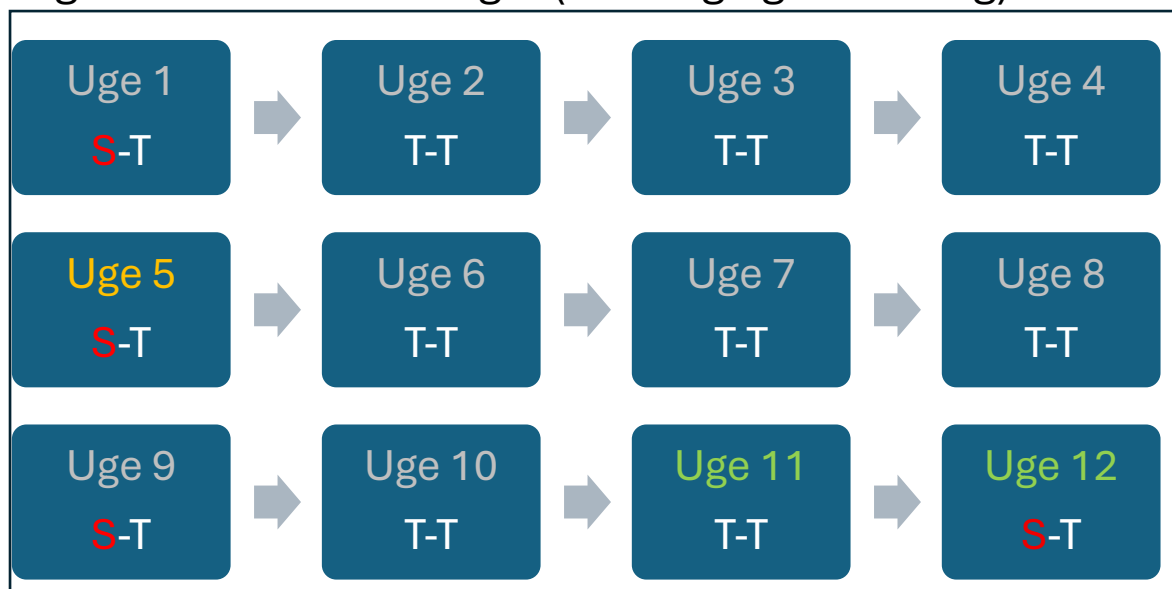 Uge 1
S-T
Uge 2
T-T
Uge 3
T-T
Uge 4
T-T
Uge 5
S-T
Uge 6
T-T
Uge 7
T-T
Uge 8
T-T
Uge 9
S-T
Uge 10
T-T
Uge 11
T-T
Uge 12
S-T